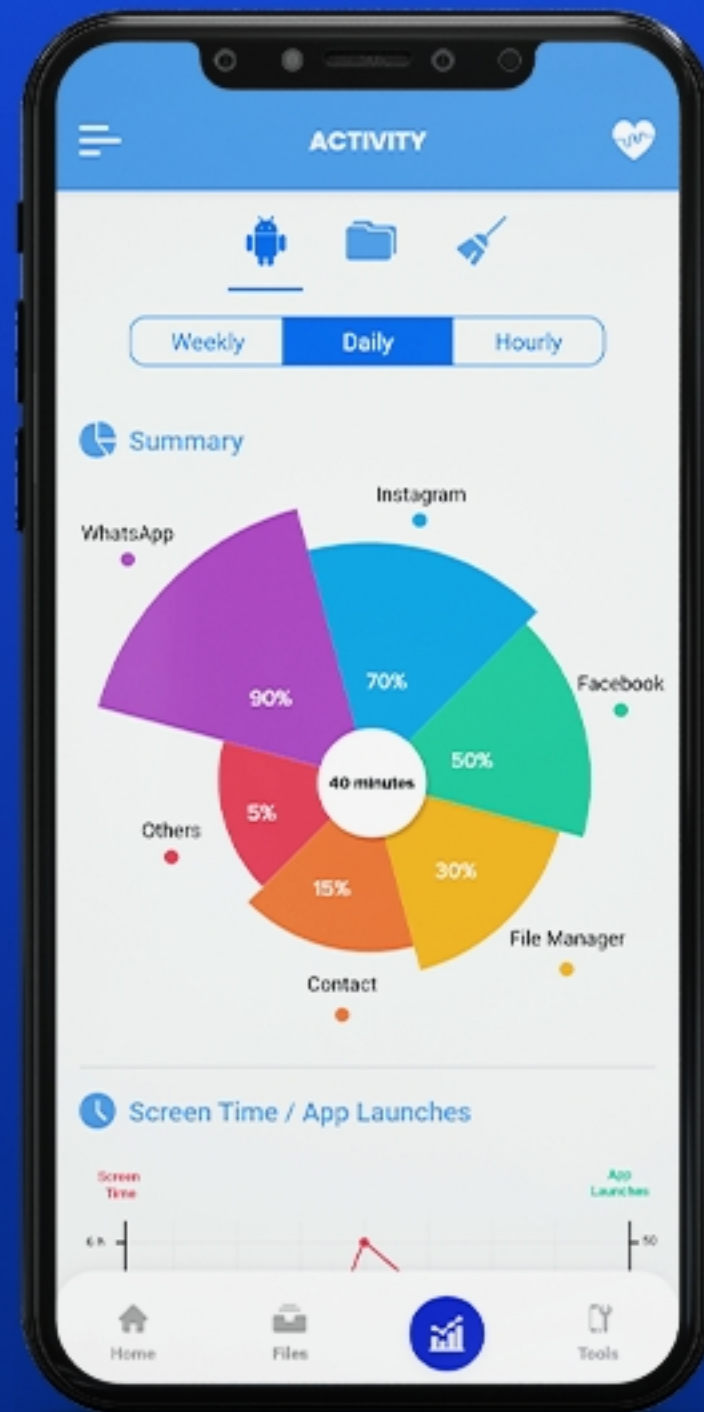 ACTIVITY
Weekly Daily Hourly
Summary
Instagram
WhatsApp
70%
90%
Facebook
50%
40 minutes
5%
Others
30%
15%
File Manager
Contact
Screen Time / App Launches
Screen
Time
App
Launches
6 h
50
Home Files Tools